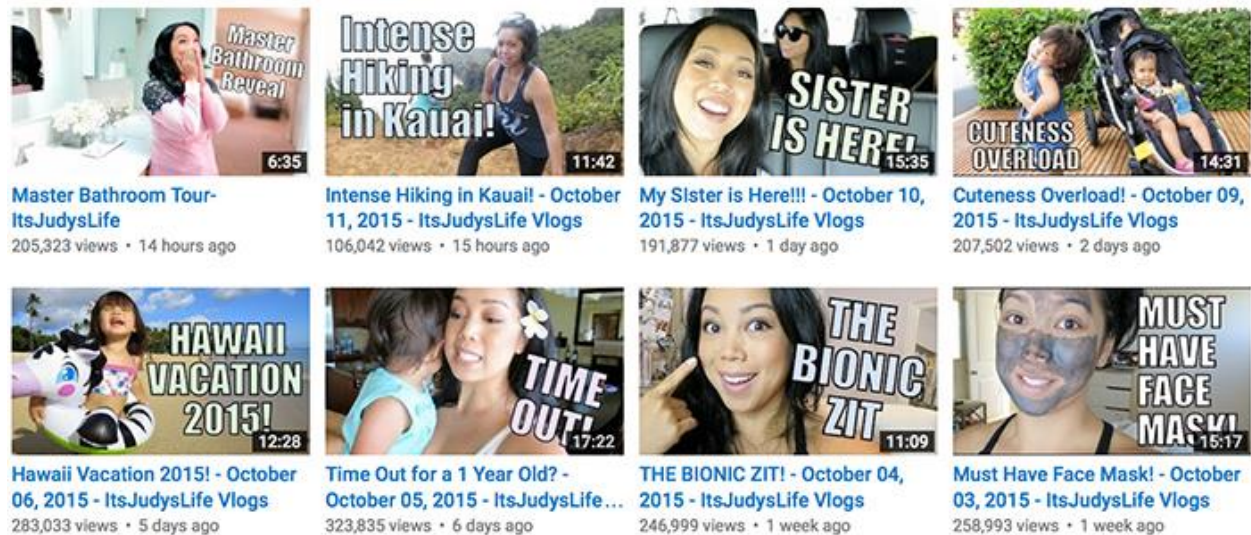 Master
Bathroom
Reveal
6:35
Master Bathroom Tour-
ItsJudysLife
205,323 views • 14 hours ago
Intense
Hiking
in Kauai!
11:42
Intense Hiking in Kauai! - October
11, 2015 - ItsJudysLife Vlogs
106,042 views • 15 hours ago
SISTER
IS HERE!
15:35
My SIster is Here!!! - October 10,
2015 - ItsJudysLife Vlogs
191,877 views • 1 day ago
CUTENESS
OVERLOAD
14:31
Cuteness Overload! - October 09,
2015 - ItsJudysLife Vlogs
207,502 views • 2 days ago
HAWAII
VACATION
2015!
12:28
Hawaii Vacation 2015! - October
06, 2015 - ItsJudysLife Vlogs
283,033 views • 5 days ago
TIME
OUT!
17:22
Time Out for a 1 Year Old? -
October 05, 2015 - ItsJudysLife...
323,835 views • 6 days ago
THE
BIONIC
ZIT
11:09
THE BIONIC ZIT! - October 04,
2015 - ItsJudysLife Vlogs
246,999 views • 1 week ago
MUST
HAVE
FACE
MASK!
15:17
Must Have Face Mask! - October
03, 2015 - ItsJudysLife Vlogs
258,993 views • 1 week ago